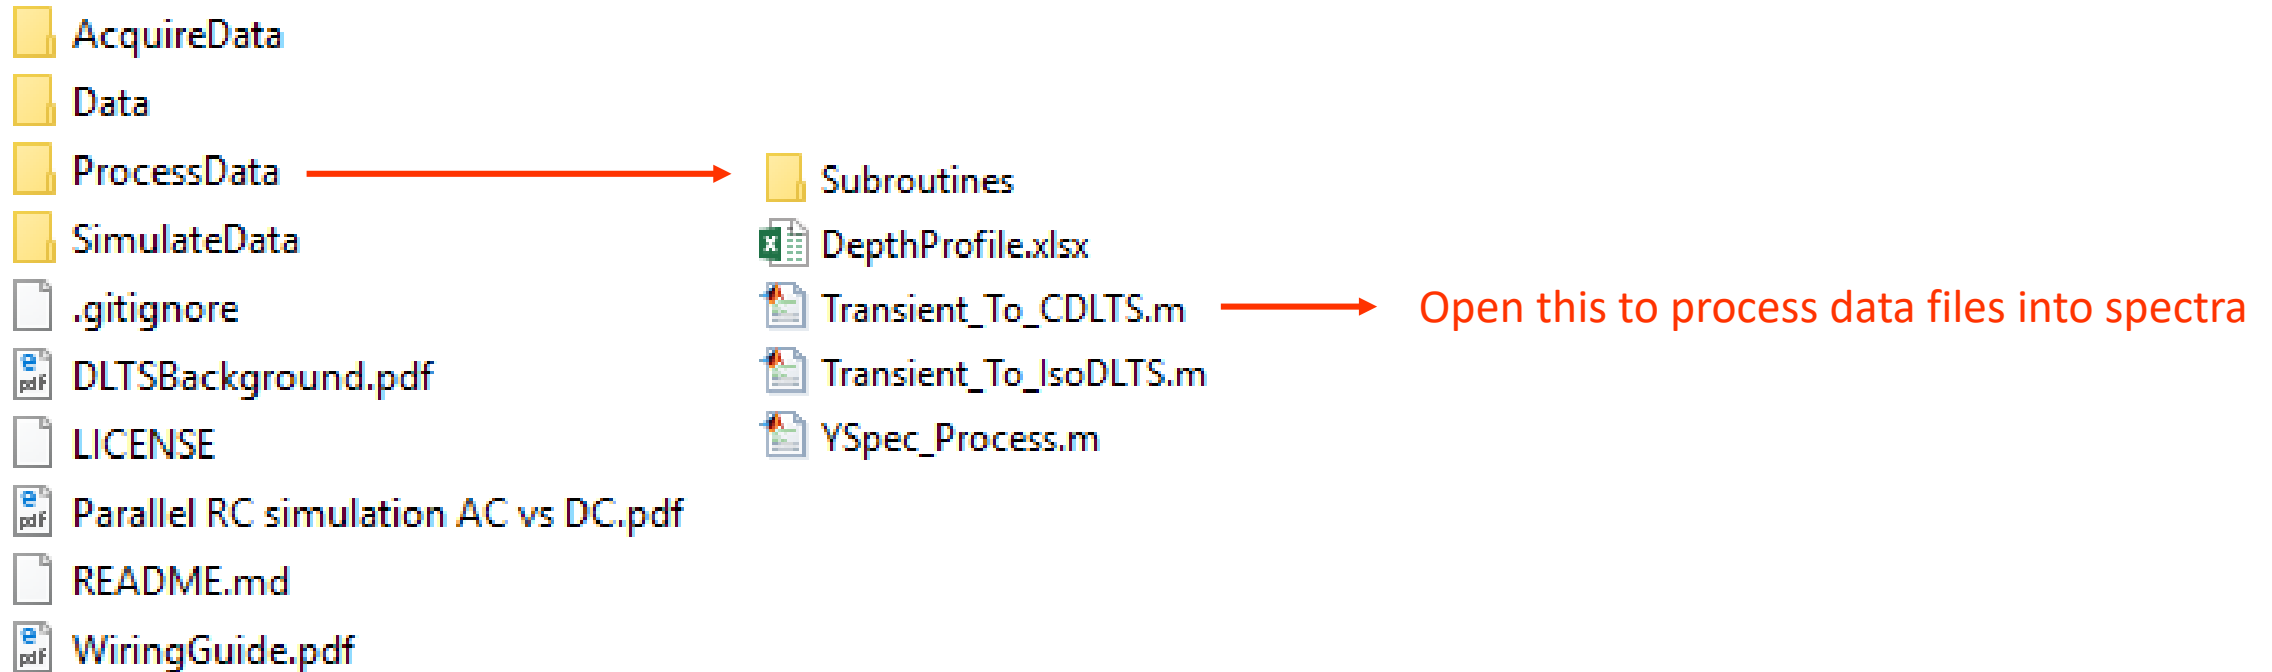 AcquireData
Data
ProcessData
SimulateData
.gitignore
DLTSBackground.pdf
LICENSE
Parallel RC simulation AC vs DC.pdf
README.md
WiringGuide.pdf
Subroutines
DepthProfile.xlsx
Transient_To_CDLTS.m
Transient_To_IsoDLTS.m
YSpec_Process.m
Open this to process data files into spectra